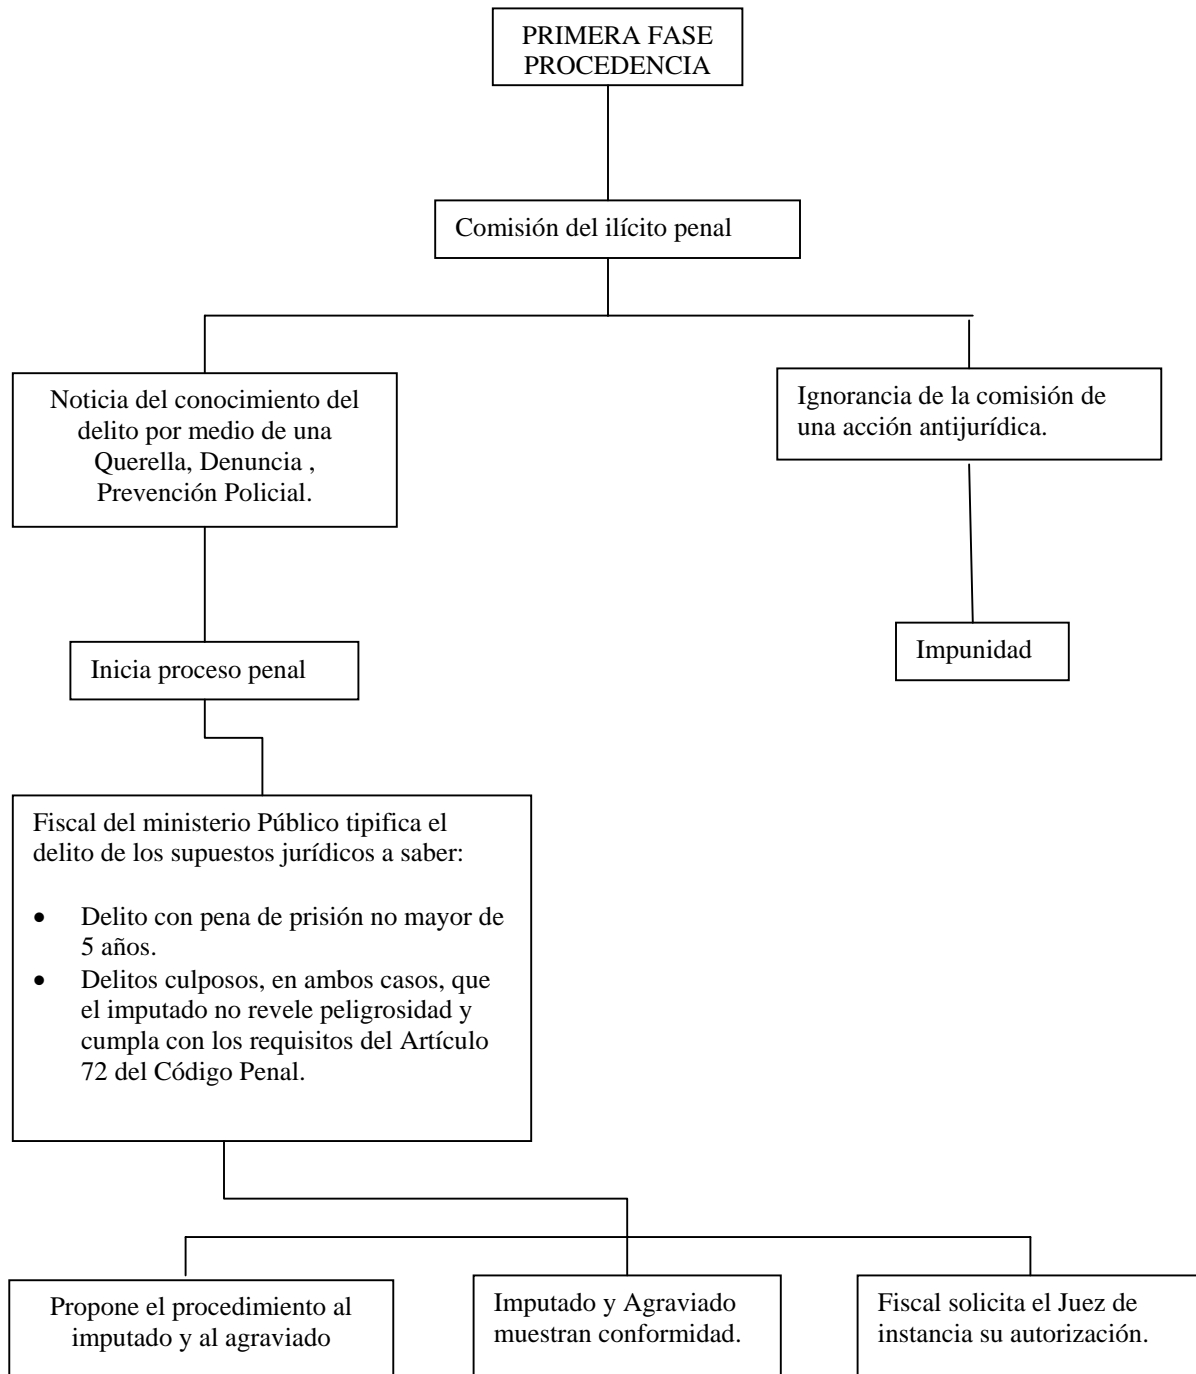 PRIMERA FASE
PROCEDENCIA
Comisión del ilícito penal
Noticia del conocimiento del
delito por medio de una
Querella, Denuncia ,
Prevención Policial.
Ignorancia de la comisión de
una acción antijurídica.
Inicia proceso penal
Impunidad
Fiscal del ministerio Público tipifica el
delito de los supuestos jurídicos a saber:
• Delito con pena de prisión no mayor de
5 años.
• Delitos culposos, en ambos casos, que
el imputado no revele peligrosidad y
cumpla con los requisitos del Artículo
72 del Código Penal.
Propone el procedimiento al
imputado y al agraviado
Imputado y Agraviado
muestran conformidad.
Fiscal solicita el Juez de
instancia su autorización.